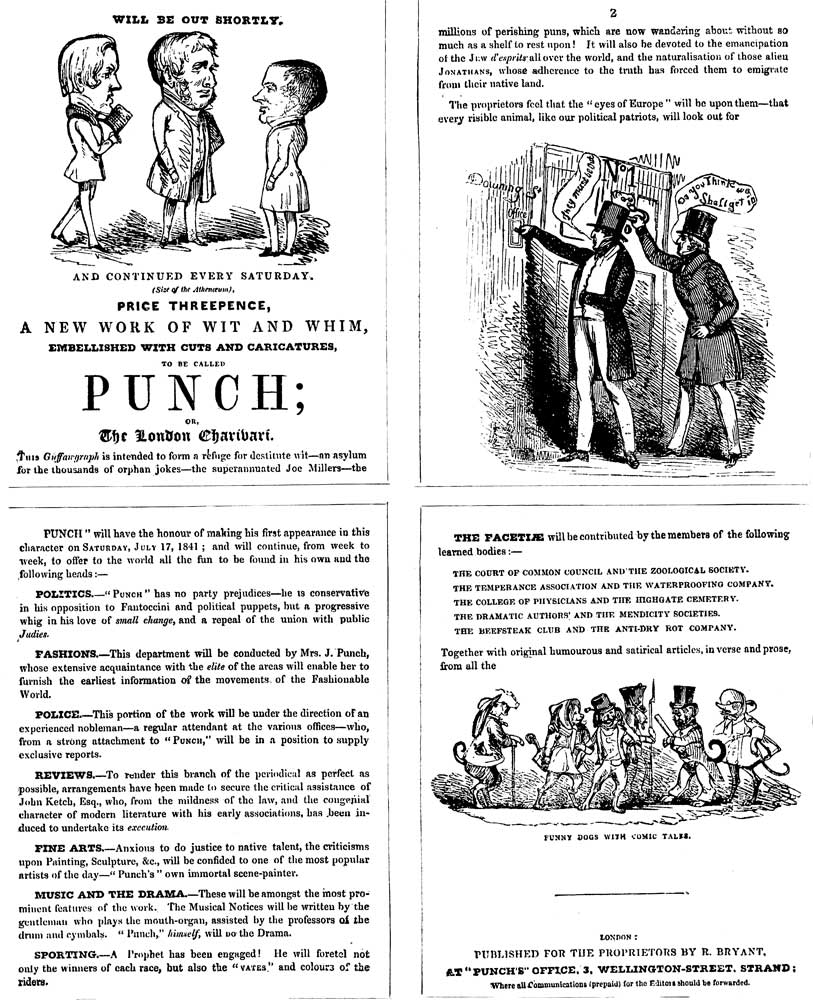 WILL BE OUT SHORTLY.
AND CONTINUED EVERY SATURDAY.
(Size of the Athenæum),
PRICE THREEPENCE,
A NEW WORK OF WIT AND WHIM,
EMBELLISHED WITH CUTS AND CARICATURES,
TO BE CALLED
PUNCH;
OR,
The London Charivari.
This Guffawgraph is intended to form a refuge for destitute wit—an asylum
for the thousands of orphan jokes—the superannuated Joe Millers—the
2
millions of perishing puns, which are now wandering about without so
much as a shelf to rest upon! It will also be devoted to the emancipation
of the JEW d'esprits all over the world, and the naturalisation of those alien
JONATHANS, whose adherence to the truth has forced them to emigrate
from their native land.
The proprietors feel that the "eyes of Europe" will be upon them—that
every risible animal, like our political patriots, will look out for
Downing St
Office
they must be out
No 1
Do you think we
Shall get in
PUNCH" will have the honour of making his first appearance in this
character on SATURDAY, JULY 17, 1841; and will continue, from week to
week, to offer to the world all the fun to be found in his own and the
following heads:—
POLITICS.—"PUNCH" has no party prejudices—he is conservative
in his opposition to Fantoccini and political puppets, but a progressive
whig in his love of small change, and a repeal of the union with public
Judies.
FASHIONS.—This department will be conducted by Mrs. J. Punch,
whose extensive acquaintance with the elite of the areas will enable her to
furnish the earliest information of the movements of the Fashionable
World.
POLICE.—This portion of the work will be under the direction of an
experienced nobleman—a regular attendant at the various offices—who,
from a strong attachment to "PUNCH," will be in a position to supply
exclusive reports.
REVIEWS.—To render this branch of the periodical as perfect as
possible, arrangements have been made to secure the critical assistance of
John Ketch, Esq., who, from the mildness of the law, and the congenial
character of modern literature with his early associations, has been in-
duced to undertake its execution
FINE ARTS.—Anxious to do justice to native talent, the criticisms
upon Painting, Sculpture, &c., will be confided to one of the most popular
artists of the day—"Punch's" own immortal scene-painter.
MUSIC AND THE DRAMA.—These will be amongst the most pro-
minent features of the work. The Musical Notices will be written by the
gentleman who plays the mouth-organ, assisted by the professors of the
drum and cymbals. "Punch," himself, will do the Drama.
SPORTING.—A Prophet has been engaged! He will foretel not
only the winners of each race, but also the "VATES" and colours of the
riders.
THE FACETIÆ will be contributed by the members of the following
learned bodies:—
THE COURT OF COMMON COUNCIL AND THE ZOOLOGICAL SOCIETY.
THE TEMPERANCE ASSOCIATION AND THE WATERPROOFING COMPANY.
THE COLLEGE OF PHYSICIANS AND THE HIGHGATE CEMETERY.
THE DRAMATIC AUTHORS' AND THE MENDICITY SOCIETIES.
THE BEEFSTEAK CLUB AND THE ANTI-DRY ROT COMPANY.
Together with original humourous and satirical articles, in verse and prose,
from all the
FUNNY DOGS WITH COMIC TALES.
LONDON:
PUBLISHED FOR THE PROPRIETORS BY R. BRYANT,
AT "PUNCH'S" OFFICE, 3, WELLINGTON-STREET, STRAND;
Where all Communications (prepaid) for the Editors should be forwarded.